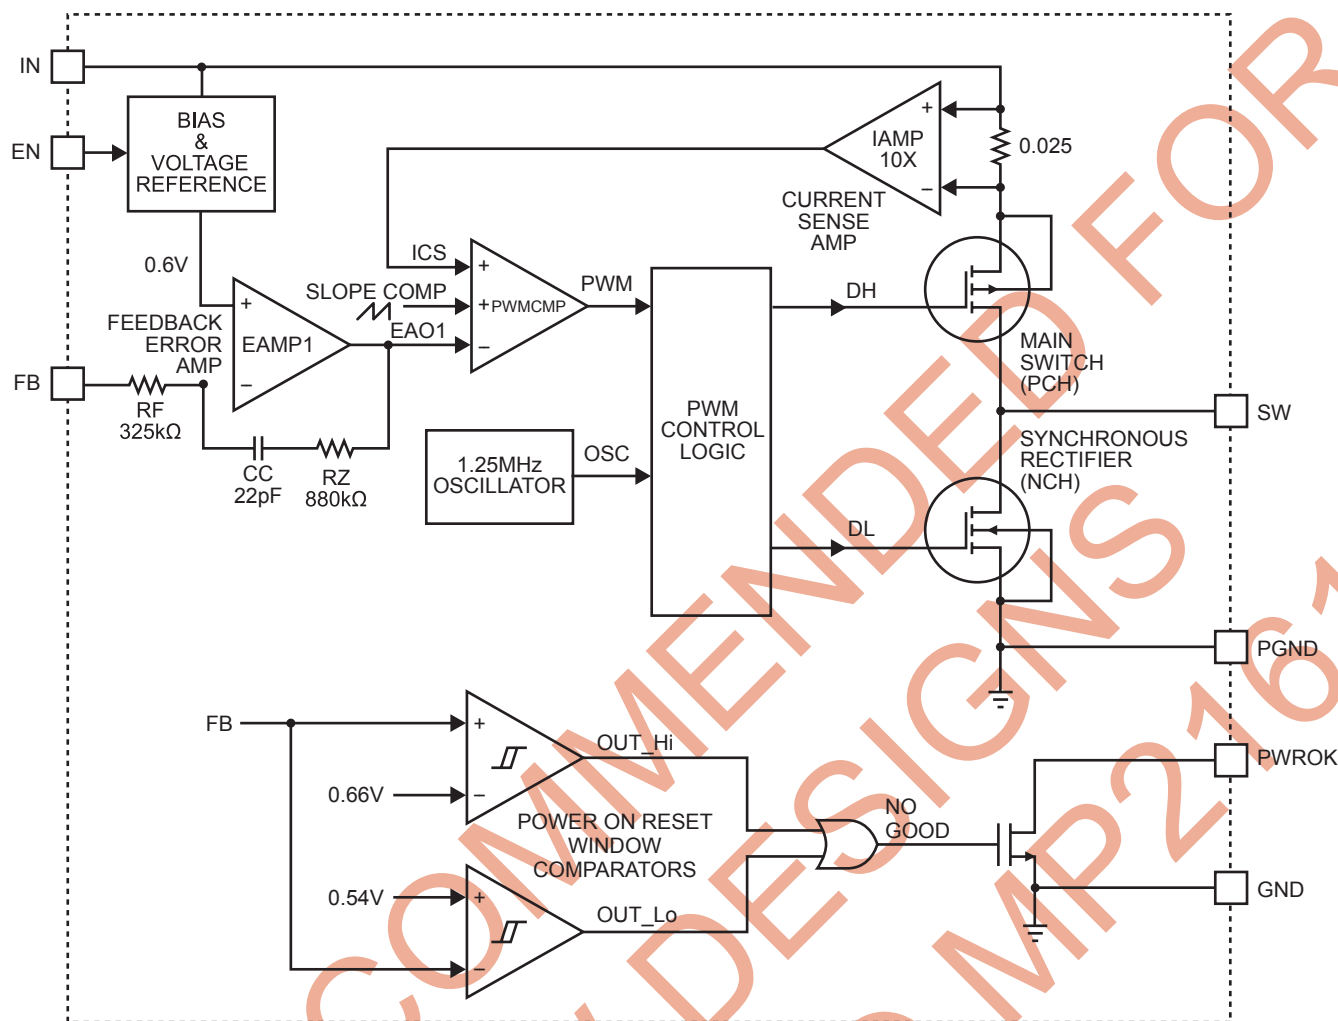 IN
BIAS
&
VOLTAGE
REFERENCE
EN
+
IAMP
10X
–
0.025
CURRENT
SENSE
AMP
0.6V
ICS
+
SLOPE COMP
+
PWMCMP
EAO1
–
PWM
DH
FEEDBACK
ERROR
AMP
+
EAMP1
–
MAIN
SWITCH
(PCH)
FB
RF
325kΩ
CC
22pF
RZ
880kΩ
PWM
CONTROL
LOGIC
SW
SYNCHRONOUS
RECTIFIER
(NCH)
1.25MHz
OSCILLATOR
OSC
DL
PGND
FB
+
OUT_Hi
0.66V
–
PWROK
POWER ON RESET
WINDOW
COMPARATORS
NO
GOOD
0.54V
+
OUT_Lo
–
GND
COMMENDED FOR
DESIGNS
MP2161